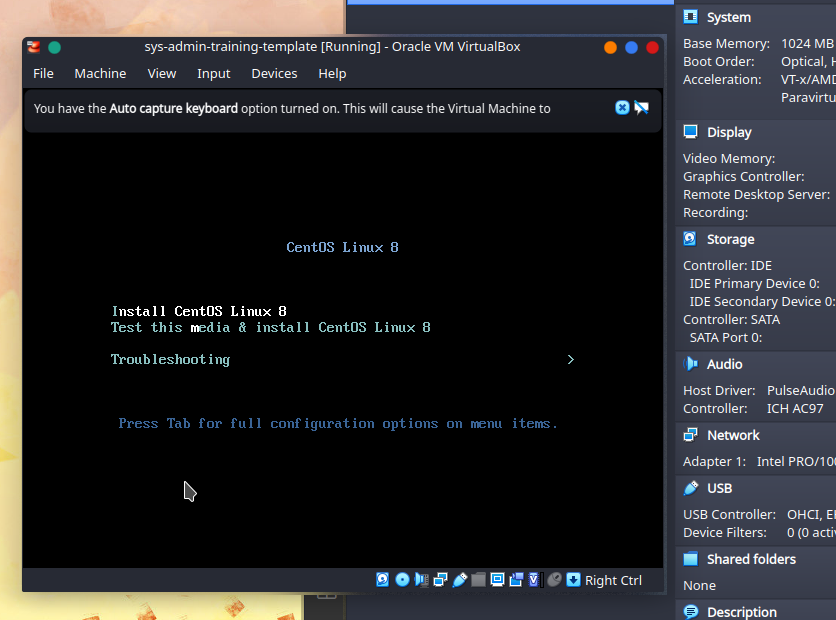 sys-admin-training-template [Running] - Oracle VM VirtualBox
File Machine View Input Devices Help
You have the Auto capture keyboard option turned on. This will cause the Virtual Machine to
CentOS Linux 8
Install CentOS Linux 8
Test this media & install CentOS Linux 8
Troubleshooting >
Press Tab for full configuration options on menu items.
Right Ctrl
System
Base Memory: 1024 MB
Boot Order: Optical, H
Acceleration: VT-x/AMD
Paravirtu
Display
Video Memory:
Graphics Controller:
Remote Desktop Server:
Recording:
Storage
Controller: IDE
IDE Primary Device 0:
IDE Secondary Device 0:
Controller: SATA
SATA Port 0:
Audio
Host Driver: PulseAudio
Controller: ICH AC97
Network
Adapter 1: Intel PRO/100
USB
USB Controller: OHCI, E
Device Filters: 0 (0 activ
Shared folders
None
Description